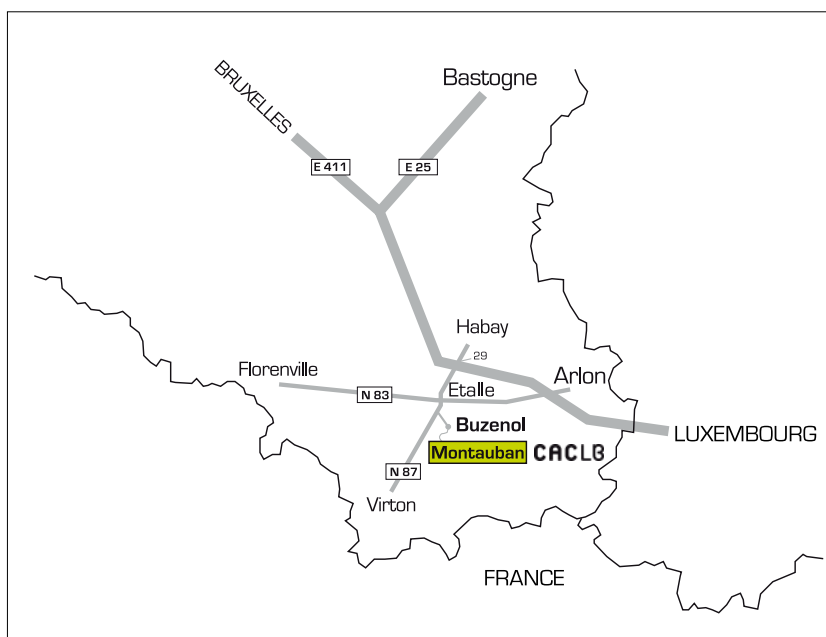 BRUXELLES
Bastogne
E 411
E 25
Habay
29
Florenville
Etalle
Arlon
N 83
Buzenol
LUXEMBOURG
Montauban CACLB
N 87
Virton
FRANCE